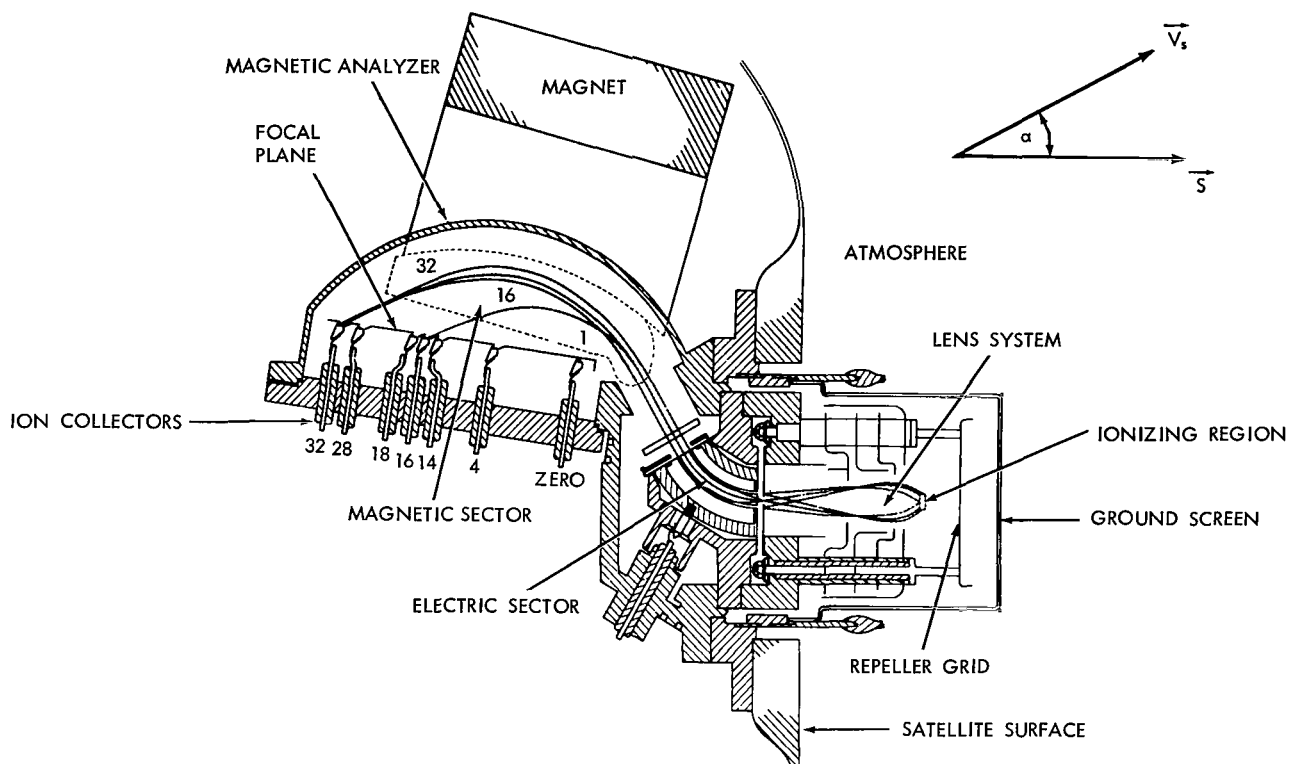 MAGNETIC ANALYZER
MAGNET
FOCAL
PLANE
V_s
α
S
ATMOSPHERE
32
16
1
LENS SYSTEM
ION COLLECTORS
32 28 18 16 14 4 ZERO
IONIZING REGION
MAGNETIC SECTOR
GROUND SCREEN
ELECTRIC SECTOR
REPELLER GRID
SATELLITE SURFACE